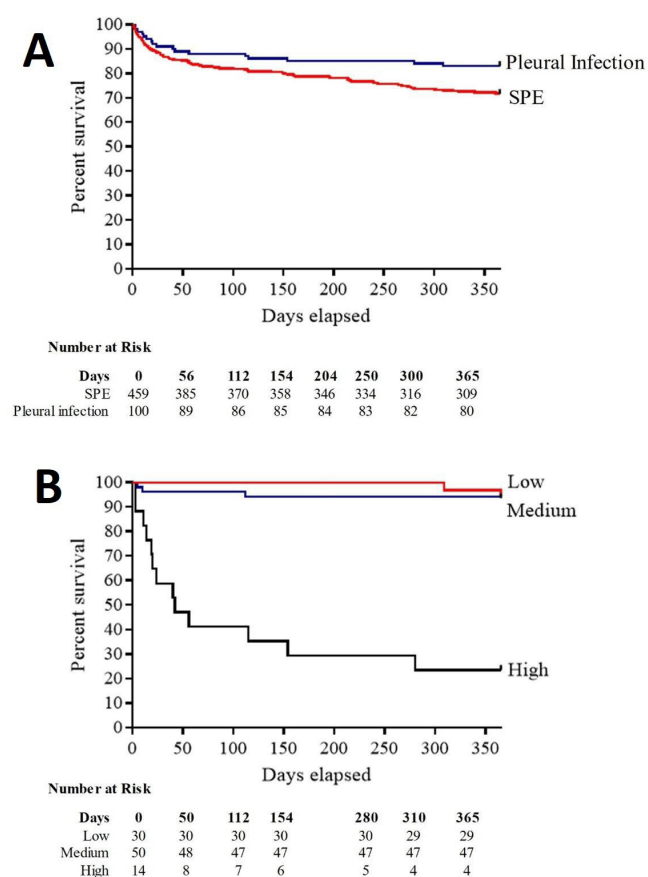 A
Percent survival
100
90
80
70
60
50
40
30
20
10
0
Pleural Infection
SPE
0 50 100 150 200 250 300 350
Days elapsed
Number at Risk
Days 0 56 112 154 204 250 300 365
SPE 459 385 370 358 346 334 316 309
Pleural infection 100 89 86 85 84 83 82 80
B
Percent survival
100
90
80
70
60
50
40
30
20
10
0
Low
Medium
High
0 50 100 150 200 250 300 350
Days elapsed
Number at Risk
Days 0 50 112 154 280 310 365
Low 30 30 30 30 30 29 29
Medium 50 48 47 47 47 47 47
High 14 8 7 6 5 4 4